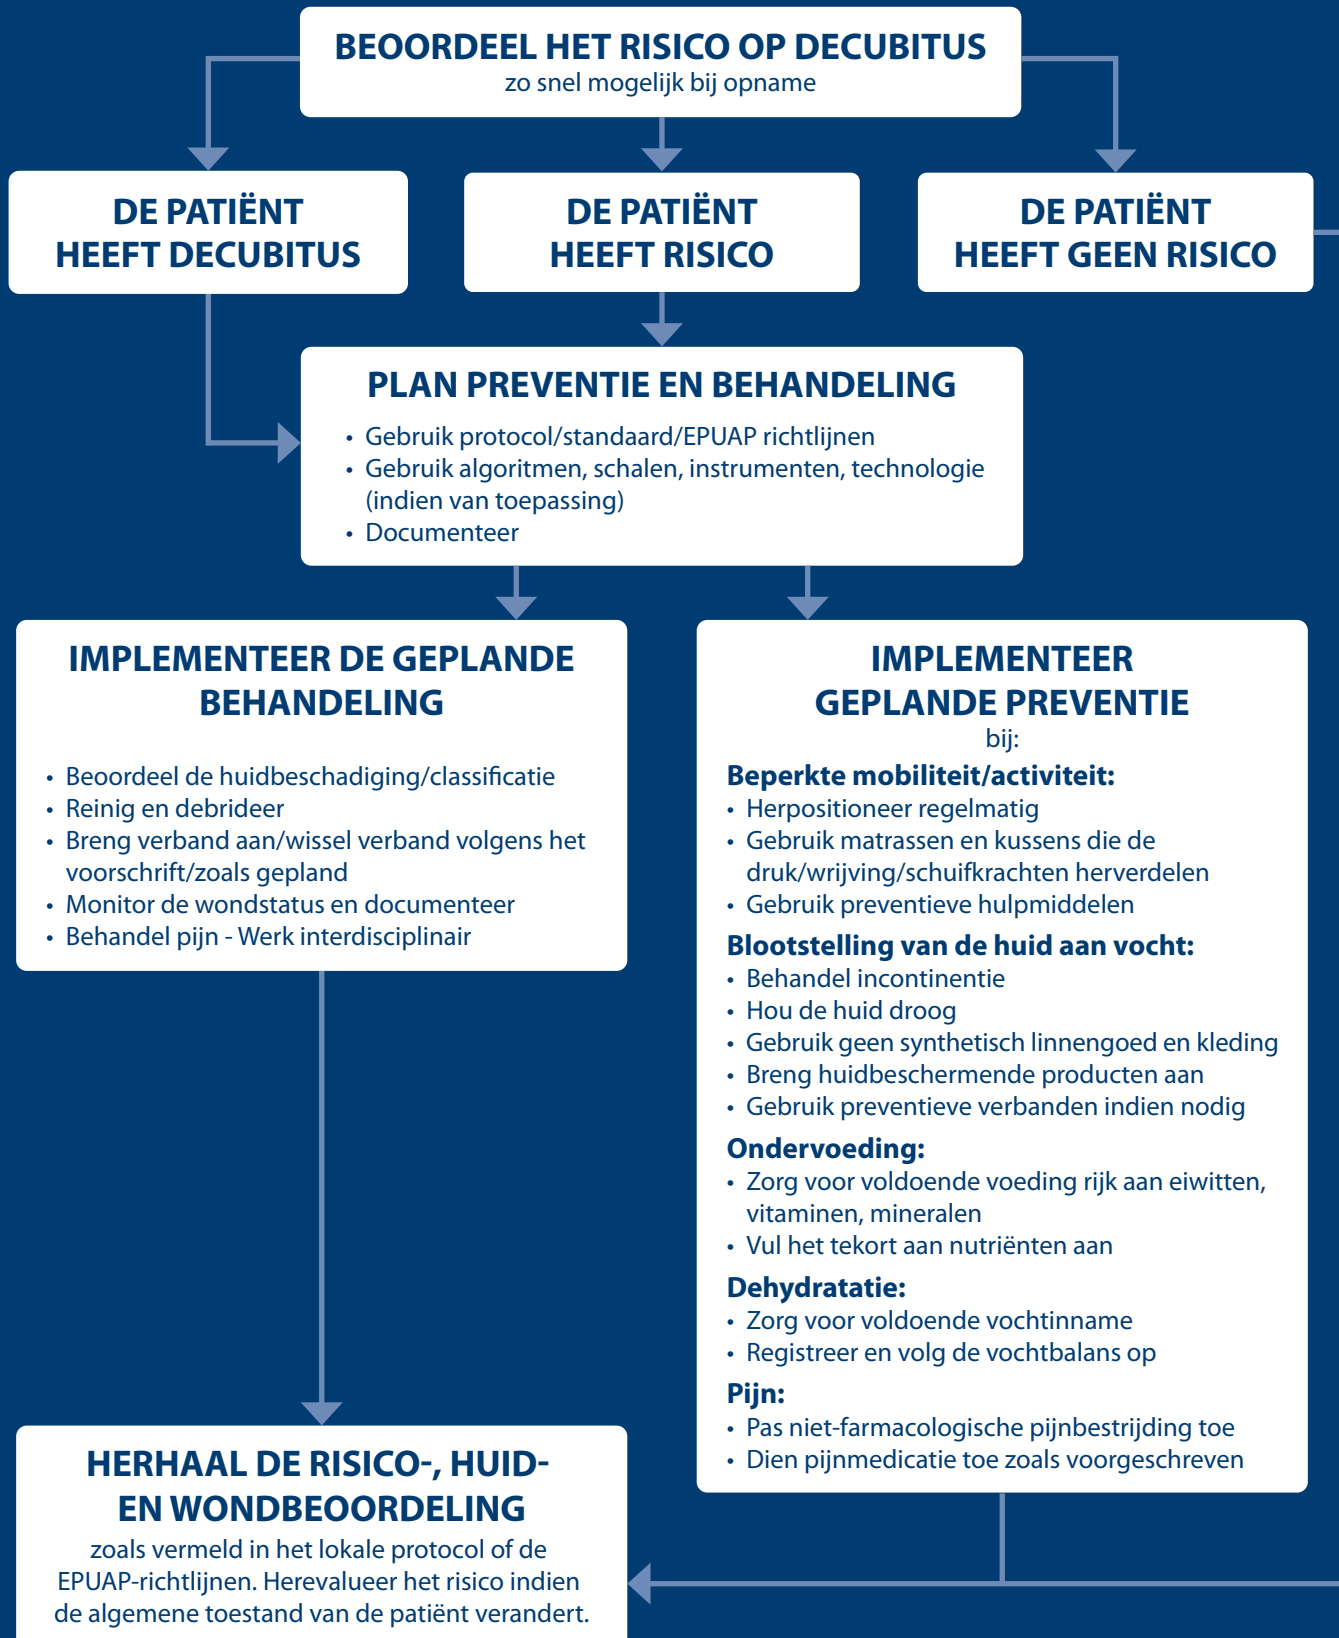 BEOORDEEL HET RISICO OP DECUBITUS
zo snel mogelijk bij opname
DE PATIËNT
HEEFT DECUBITUS
DE PATIËNT
HEEFT RISICO
DE PATIËNT
HEEFT GEEN RISICO
PLAN PREVENTIE EN BEHANDELING
• Gebruik protocol/standaard/EPUAP richtlijnen
• Gebruik algoritmen, schalen, instrumenten, technologie
(indien van toepassing)
• Documenteer
IMPLEMENTEER DE GEPLANDE
BEHANDELING
• Beoordeel de huidbeschadiging/classificatie
• Reinig en debrideer
• Breng verband aan/wissel verband volgens het
voorschrift/zoals gepland
• Monitor de wondstatus en documenteer
• Behandel pijn - Werk interdisciplinair
IMPLEMENTEER
GEPLANDE PREVENTIE
bij:
Beperkte mobiliteit/activiteit:
• Herpositioneer regelmatig
• Gebruik matrassen en kussens die de
druk/wrijving/schuifkrachten herverdelen
• Gebruik preventieve hulpmiddelen
Blootstelling van de huid aan vocht:
• Behandel incontinentie
• Hou de huid droog
• Gebruik geen synthetisch linnengoed en kleding
• Breng huidbeschermende producten aan
• Gebruik preventieve verbanden indien nodig
Ondervoeding:
• Zorg voor voldoende voeding rijk aan eiwitten,
vitaminen, mineralen
• Vul het tekort aan nutriënten aan
Dehydratatie:
• Zorg voor voldoende vochtinname
• Registreer en volg de vochtbalans op
Pijn:
• Pas niet-farmacologische pijnbestrijding toe
• Dien pijnmedicatie toe zoals voorgeschreven
HERHAAL DE RISICO-, HUID-
EN WONDBEOORDELING
zoals vermeld in het lokale protocol of de
EPUAP-richtlijnen. Herevalueer het risico indien
de algemene toestand van de patiënt verandert.